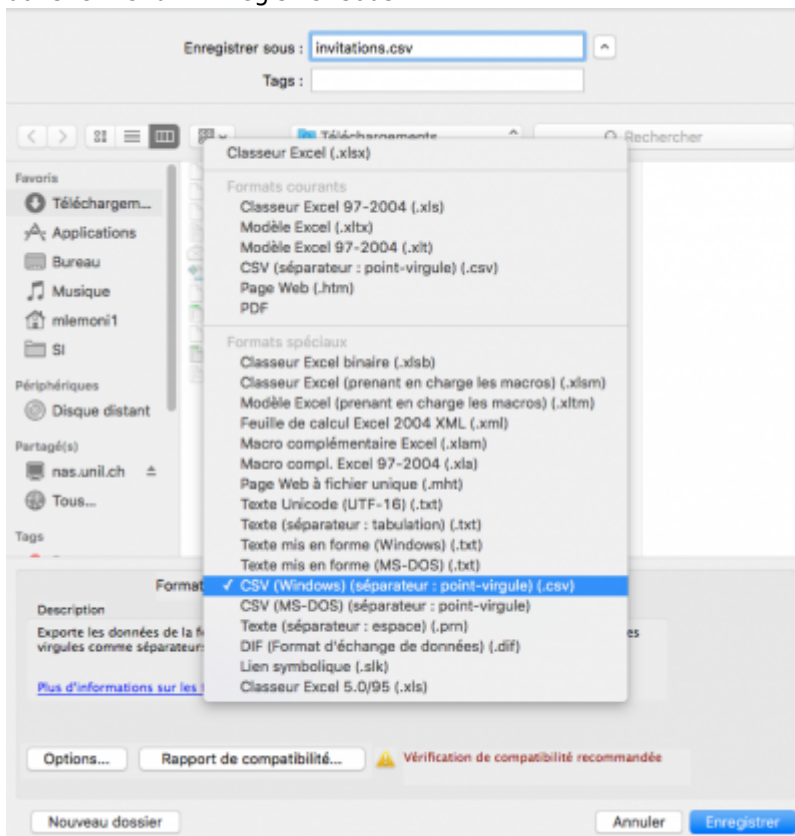 Enregistrer sous : invitations.csv
Tags :
Téléchargements
Rechercher
Classeur Excel (.xlsx)
Favoris
Téléchargem...
Applications
Bureau
Musique
mlemoni1
SI
Périphériques
Disque distant
Partagé(s)
nas.unil.ch
Tous...
Tags
Formats courants
Classeur Excel 97-2004 (.xls)
Modèle Excel (.xltx)
Modèle Excel 97-2004 (.xlt)
CSV (séparateur : point-virgule) (.csv)
Page Web (.htm)
PDF
Formats spéciaux
Classeur Excel binaire (.xlsb)
Classeur Excel (prenant en charge les macros) (.xlsm)
Modèle Excel (prenant en charge les macros) (.xltm)
Feuille de calcul Excel 2004 XML (.xml)
Macro complémentaire Excel (.xlam)
Macro compl. Excel 97-2004 (.xla)
Page Web à fichier unique (.mht)
Texte Unicode (UTF-16) (.txt)
Texte (séparateur : tabulation) (.txt)
Texte mis en forme (Windows) (.txt)
Texte mis en forme (MS-DOS) (.txt)
Format
✓ CSV (Windows) (séparateur : point-virgule) (.csv)
CSV (MS-DOS) (séparateur : point-virgule)
Texte (séparateur : espace) (.prn)
DIF (Format d'échange de données) (.dif)
Lien symbolique (.slk)
Classeur Excel 5.0/95 (.xls)
Description
Exporte les données de la
es
virgules comme séparateur
Plus d'informations sur les
Options...
Rapport de compatibilité...
Vérification de compatibilité recommandée
Nouveau dossier
Annuler
Enregistrer